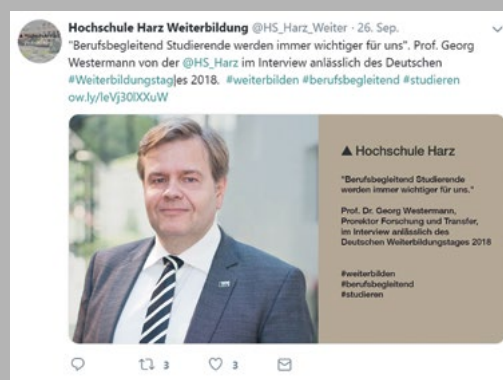 Hochschule Harz Weiterbildung @HS_Harz_Weiter · 26. Sep.
"Berufsbegleitend Studierende werden immer wichtiger für uns". Prof. Georg
Westermann von der @HS_Harz im Interview anlässlich des Deutschen
#Weiterbildungstag|es 2018. #weiterbilden #berufsbegleitend #studieren
ow.ly/leVj30lXXuW
Hochschule Harz
"Berufsbegleitend Studierende
werden immer wichtiger für uns."
Prof. Dr. Georg Westermann,
Prorektor Forschung und Transfer,
im Interview anlässlich des
Deutschen Weiterbildungstages 2018
#weiterbilden
#berufsbegleitend
#studieren
3 3